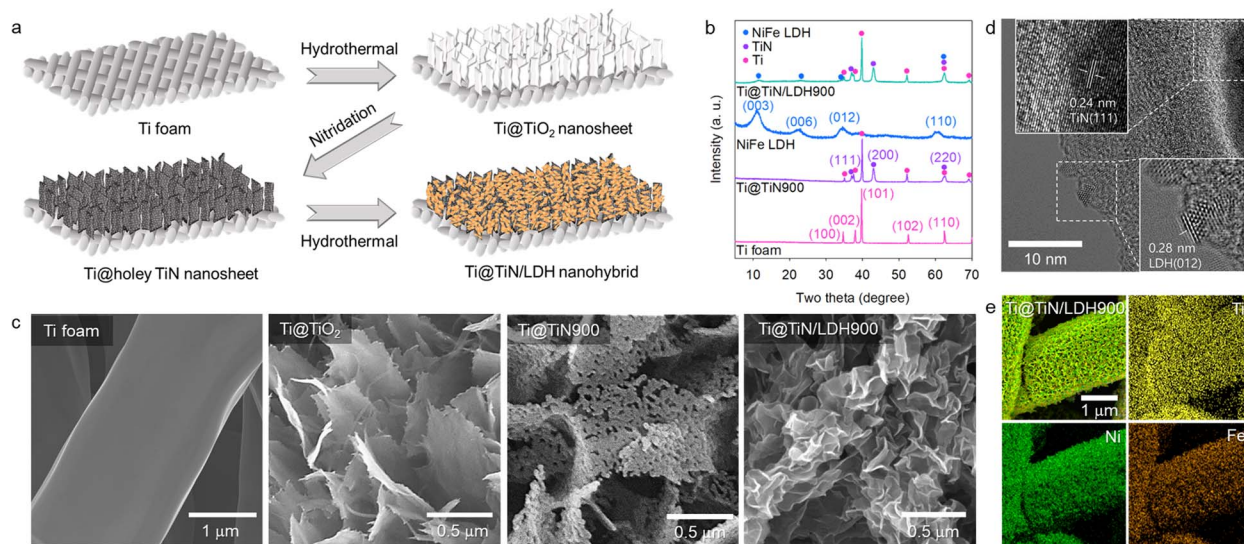 a
Hydrothermal
Ti foam
Ti@TiO₂ nanosheet
Nitridation
Hydrothermal
Ti@holey TiN nanosheet
Ti@TiN/LDH nanohybrid
b
NiFe LDH
TiN
Ti
Ti@TiN/LDH900
(003)
(006)
(012)
(110)
NiFe LDH
(111)
(200)
(220)
Ti@TiN900
(101)
(002)
(100)
(102)
(110)
Ti foam
Intensity (a. u.)
10 20 30 40 50 60 70
Two theta (degree)
c
Ti foam
1 μm
Ti@TiO₂
0.5 μm
Ti@TiN900
0.5 μm
Ti@TiN/LDH900
0.5 μm
d
0.24 nm
TiN(111)
10 nm
0.28 nm
LDH(012)
e
Ti@TiN/LDH900
1 μm
Ti
Ni
Fe